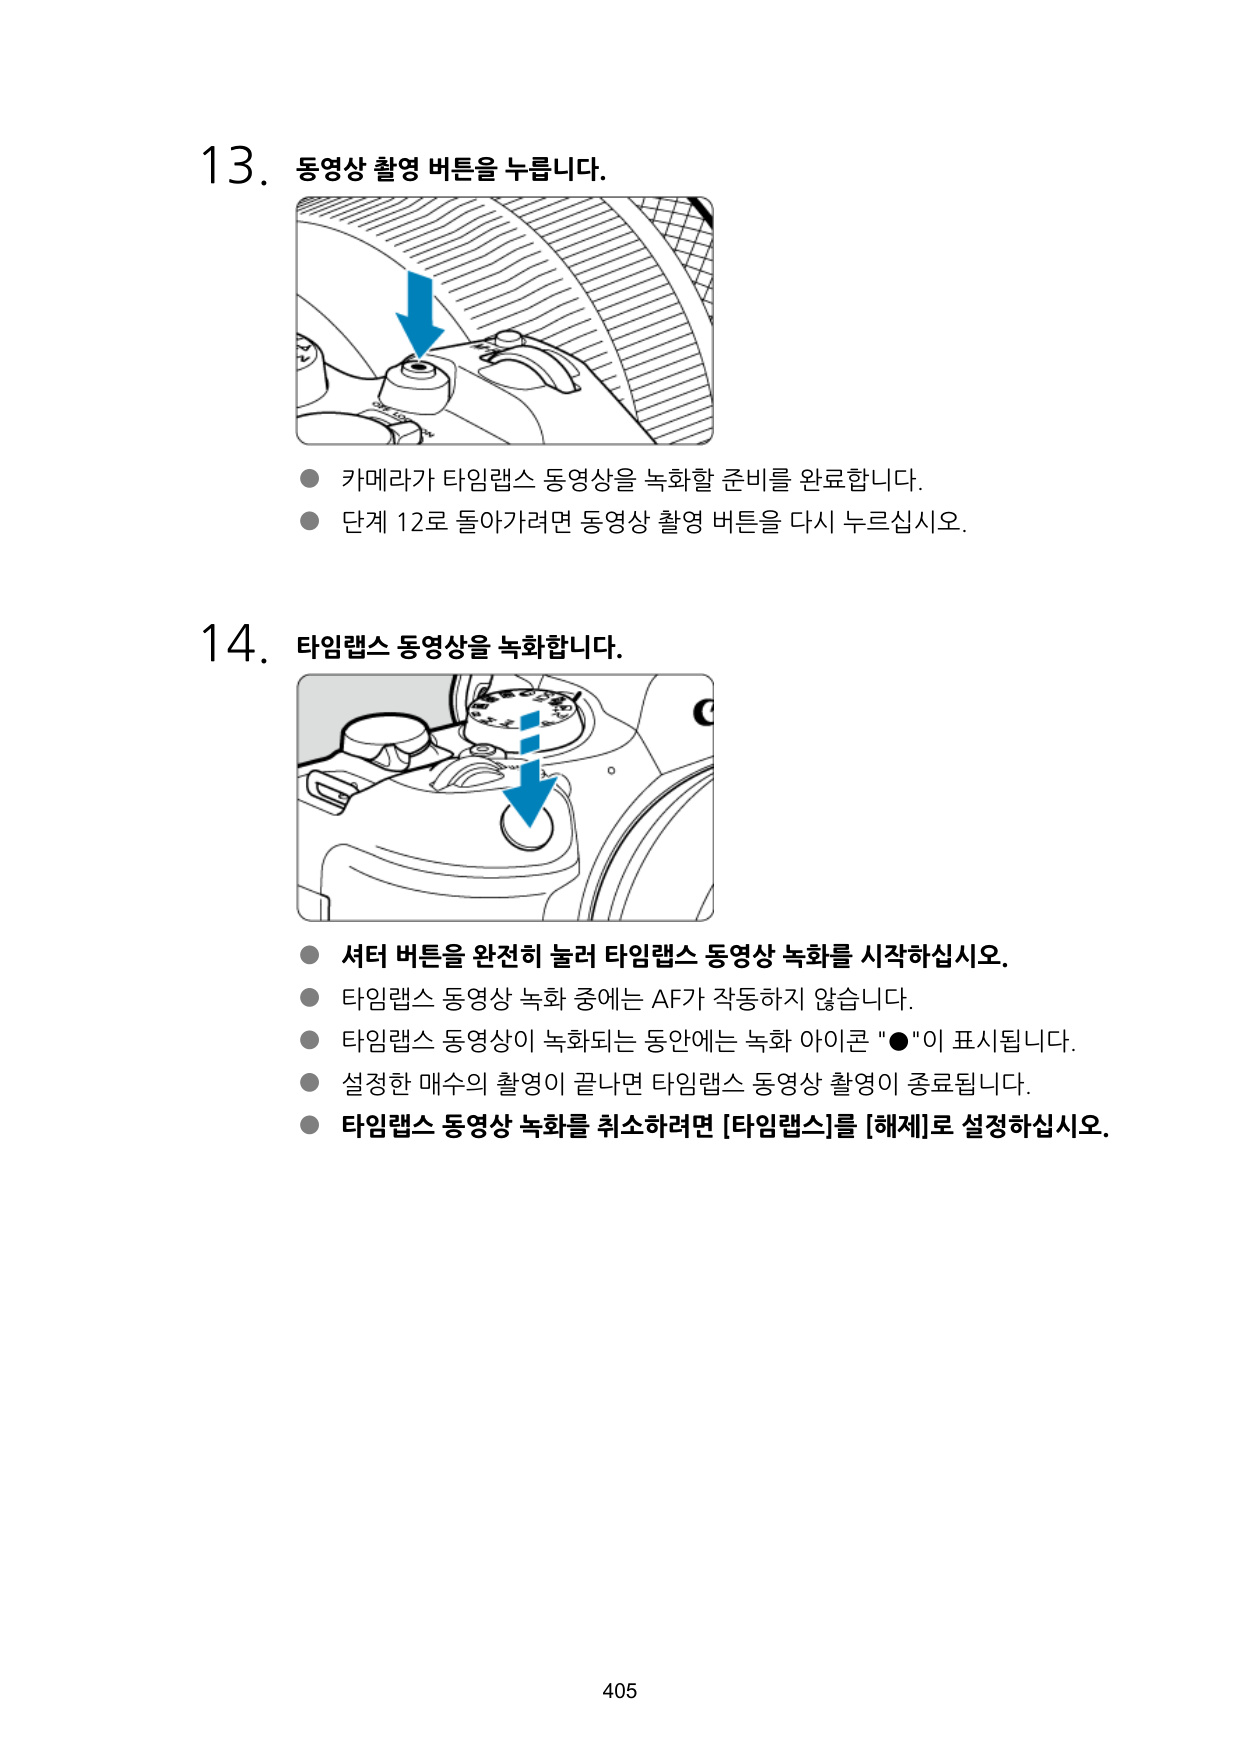 13. 동영상 촬영 버튼을 누릅니다.
● 카메라가 타임랩스 동영상을 녹화할 준비를 완료합니다.
● 단계 12로 돌아가려면 동영상 촬영 버튼을 다시 누르십시오.
14. 타임랩스 동영상을 녹화합니다.
● 셔터 버튼을 완전히 눌러 타임랩스 동영상 녹화를 시작하십시오.
● 타임랩스 동영상 녹화 중에는 AF가 작동하지 않습니다.
● 타임랩스 동영상이 녹화되는 동안에는 녹화 아이콘 "●"이 표시됩니다.
● 설정한 매수의 촬영이 끝나면 타임랩스 동영상 촬영이 종료됩니다.
● 타임랩스 동영상 녹화를 취소하려면 [타임랩스]를 [해제]로 설정하십시오.
405